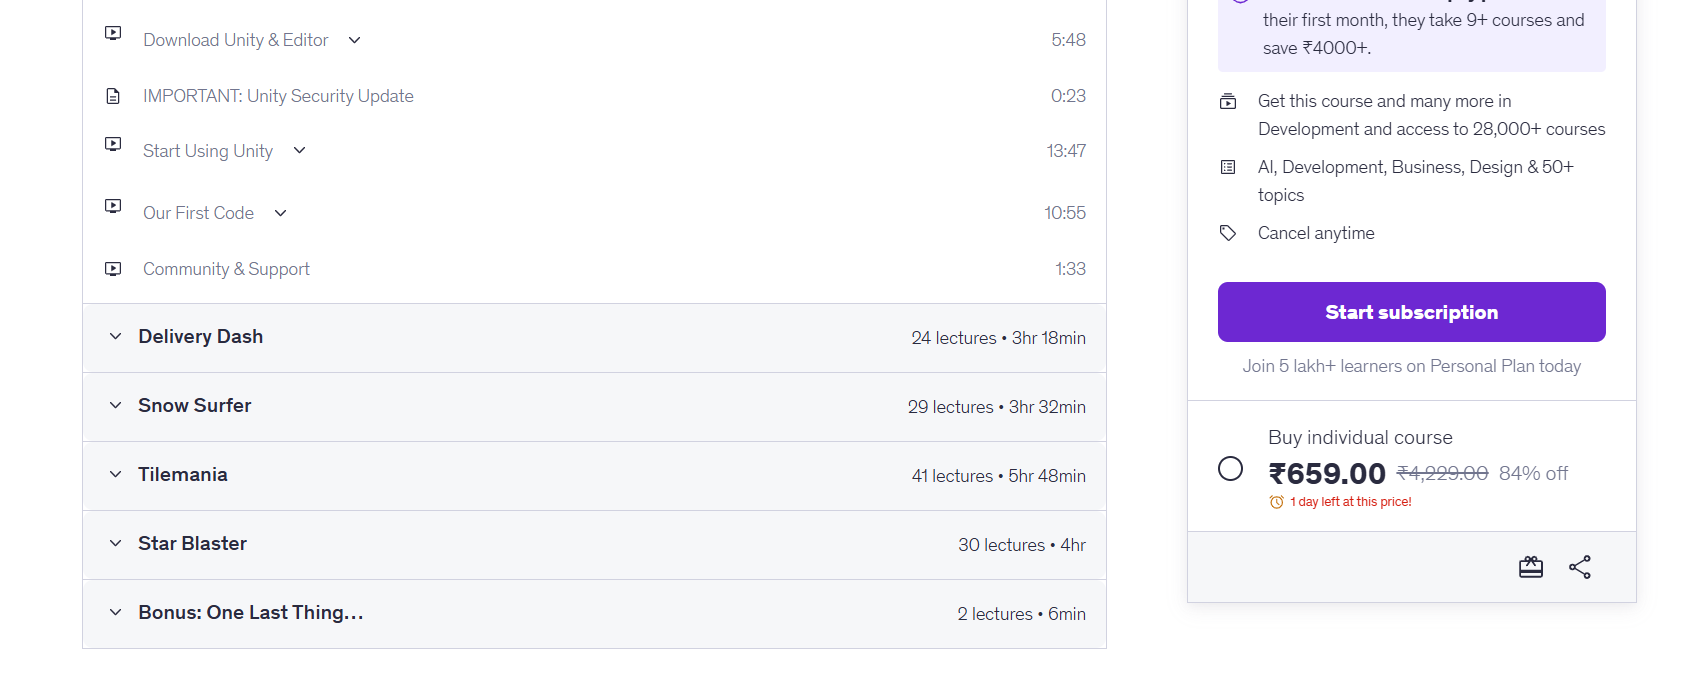 Download Unity & Editor 5:48
IMPORTANT: Unity Security Update 0:23
Start Using Unity 13:47
Our First Code 10:55
Community & Support 1:33
Delivery Dash 24 lectures • 3hr 18min
Snow Surfer 29 lectures • 3hr 32min
Tilemania 41 lectures • 5hr 48min
Star Blaster 30 lectures • 4hr
Bonus: One Last Thing... 2 lectures • 6min
their first month, they take 9+ courses and
save ₹4000+.
Get this course and many more in
Development and access to 28,000+ courses
AI, Development, Business, Design & 50+
topics
Cancel anytime
Start subscription
Join 5 lakh+ learners on Personal Plan today
Buy individual course
₹659.00 ₹4,229.00 84% off
1 day left at this price!